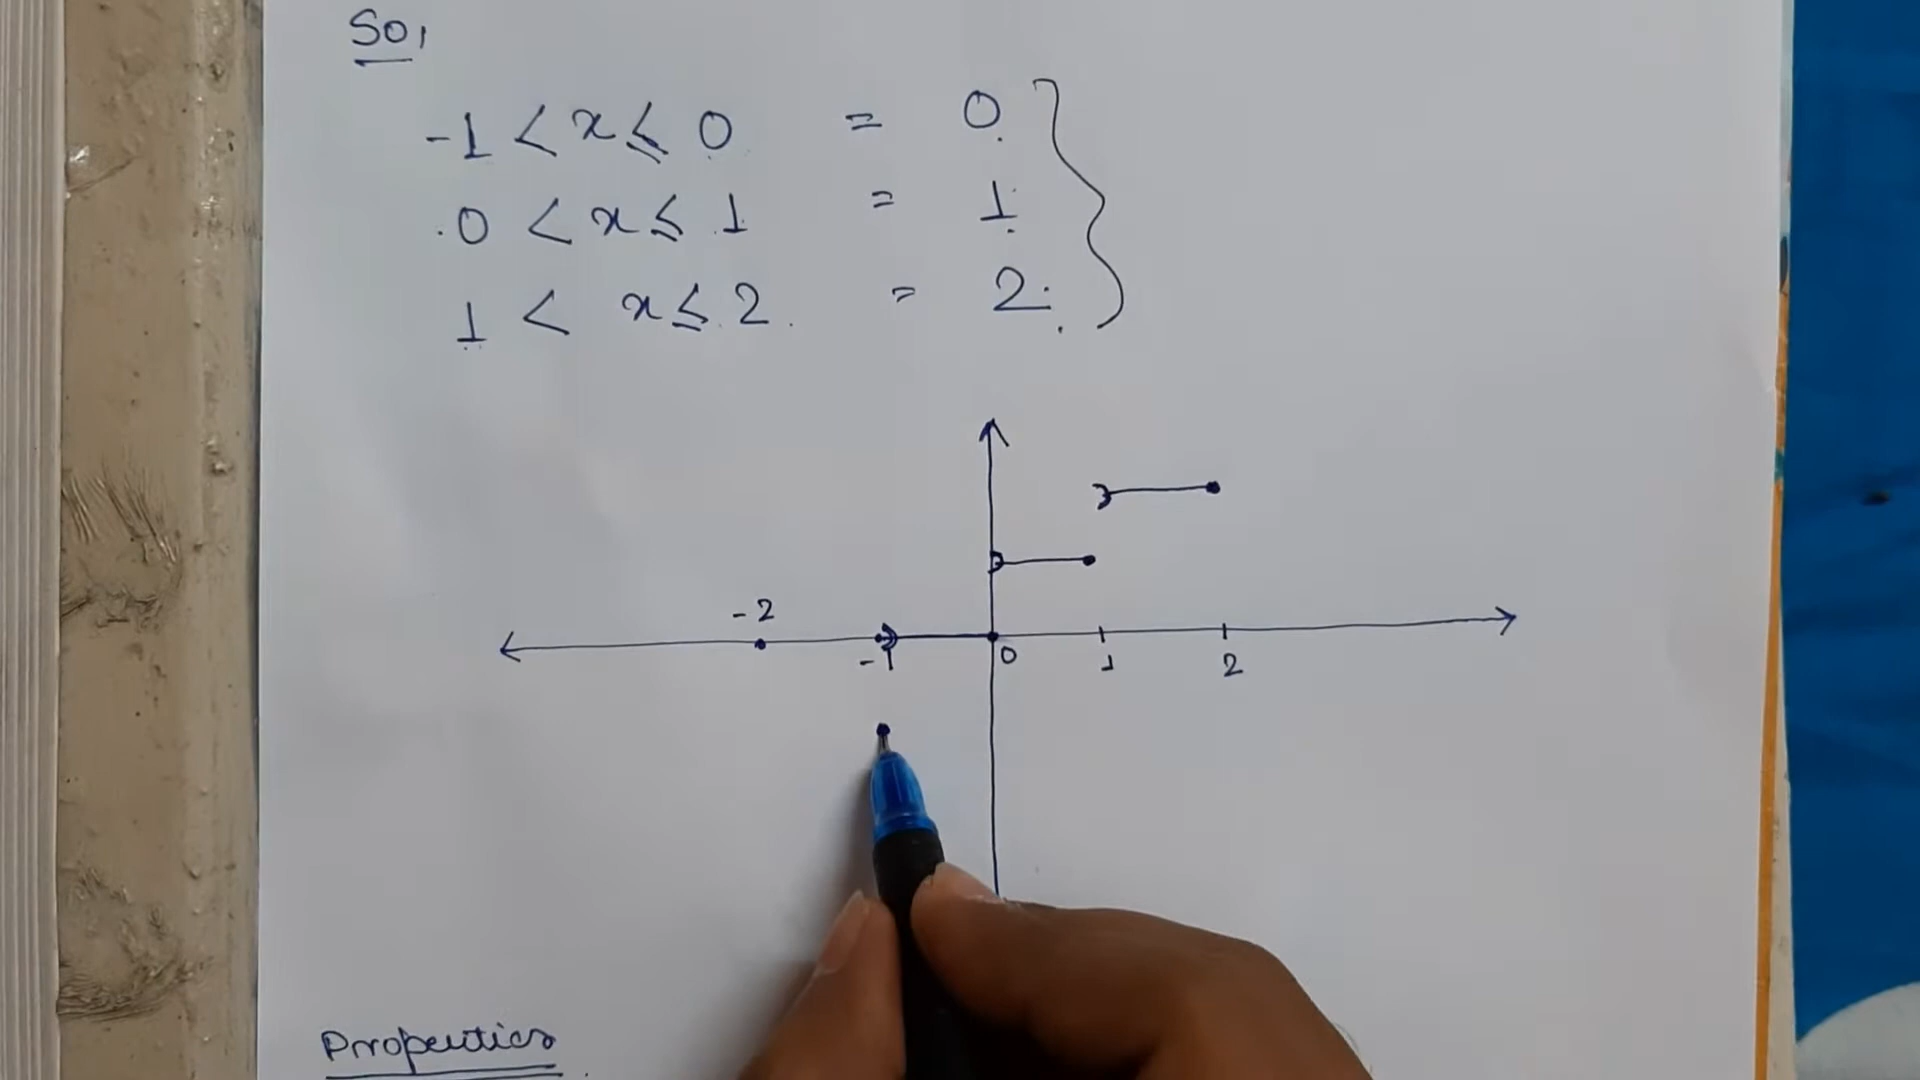 So,
-1 < x ≤ 0 = 0
0 < x ≤ 1 = 1
1 < x ≤ 2 = 2
-2
-1 0 1 2
Properties